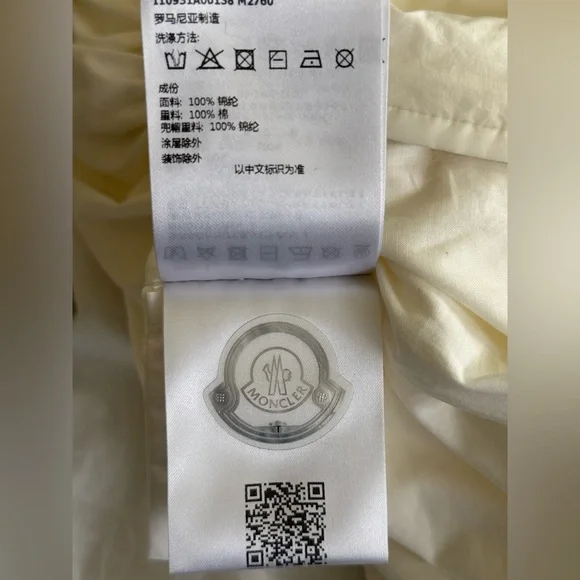 110931A00138 M2760
罗马尼亚制造
洗涤方法:
成份
面料: 100% 锦纶
里料: 100% 棉
兜帽里料: 100% 锦纶
涂层除外
装饰除外
以中文标识为准
MONCLER